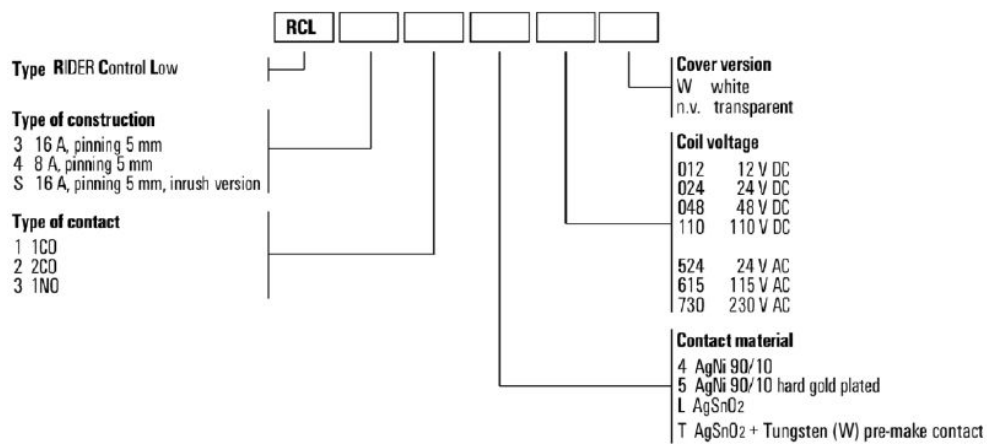 RCL
Type RIDER Control Low
Type of construction
3 16 A, pinning 5 mm
4 8 A, pinning 5 mm
S 16 A, pinning 5 mm, inrush version
Type of contact
1 1CO
2 2CO
3 1NO
Cover version
W white
n.v. transparent
Coil voltage
012 12 V DC
024 24 V DC
048 48 V DC
110 110 V DC
524 24 V AC
615 115 V AC
730 230 V AC
Contact material
4 AgNi 90/10
5 AgNi 90/10 hard gold plated
L AgSnO2
T AgSnO2 + Tungsten (W) pre-make contact